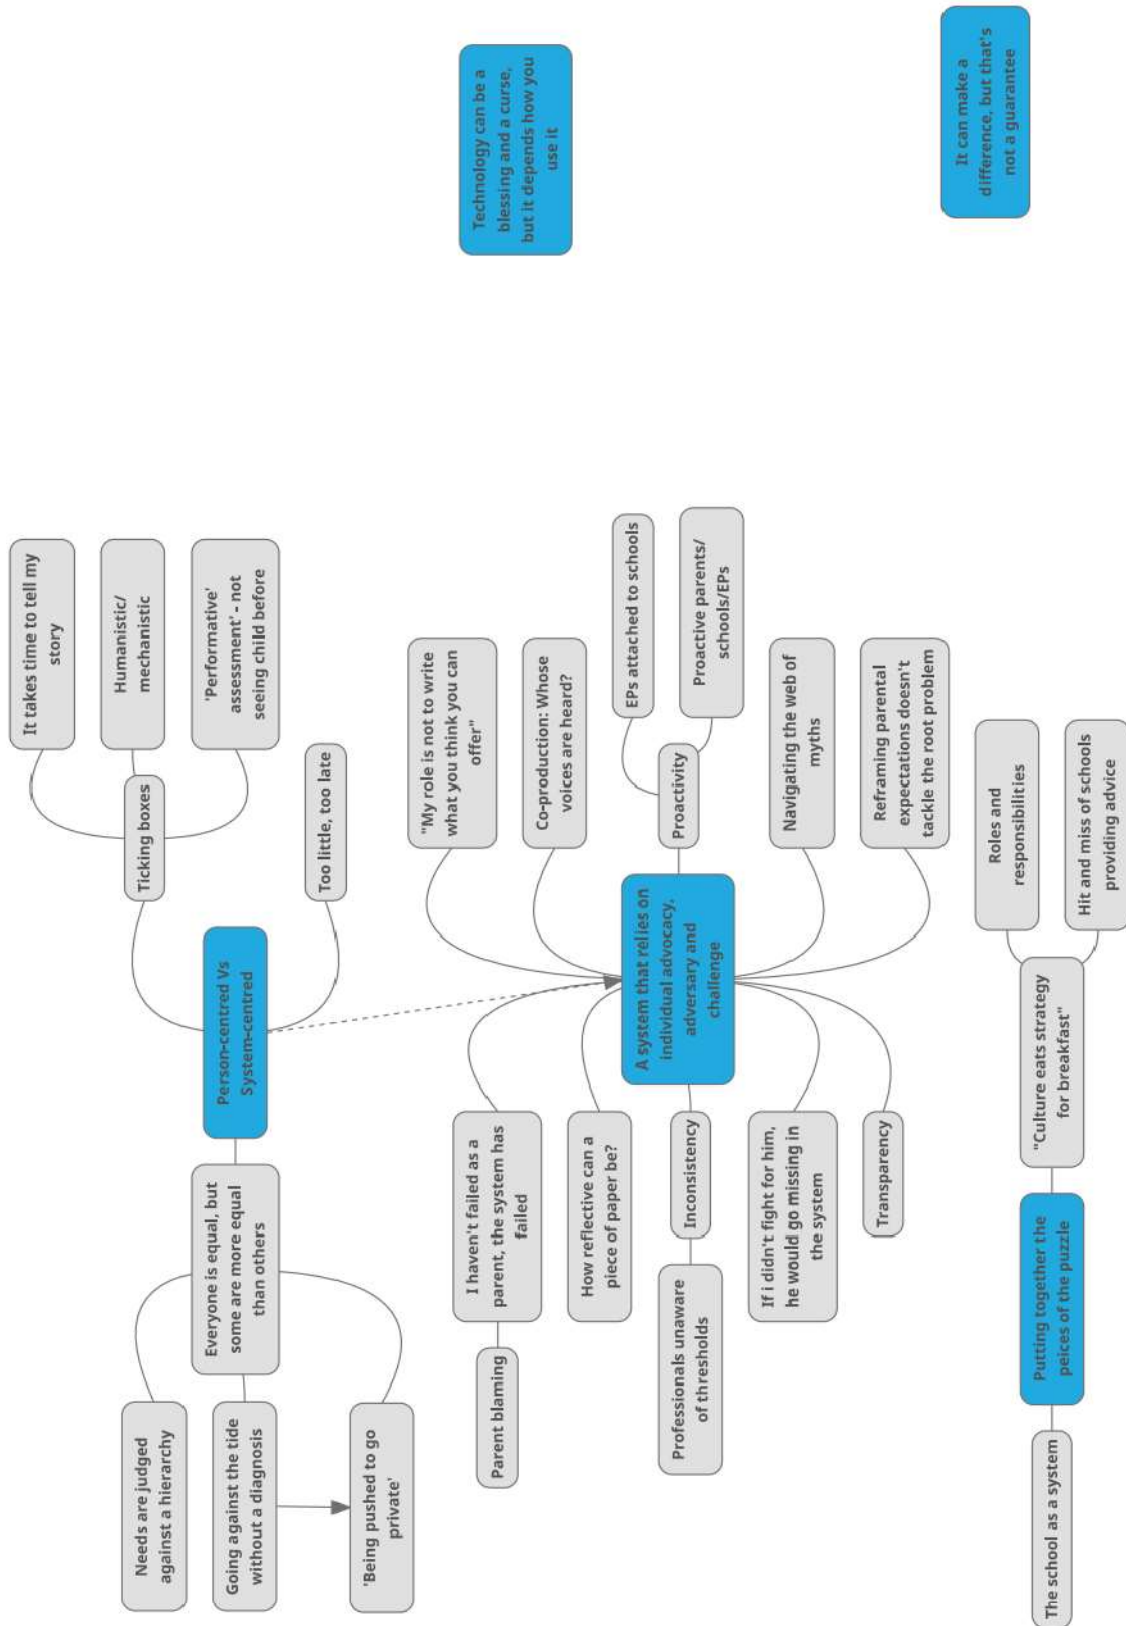 Needs are judged
against a hierarchy
Going against the tide
without a diagnosis
'Being pushed to go
private'
Everyone is equal, but
some are more equal
than others
Person-centred Vs
System-centred
Ticking boxes
Too little, too late
It takes time to tell my
story
Humanistic/
mechanistic
'Performative'
assessment' - not
seeing child before
Technology can be a
blessing and a curse,
but it depends how you
use it
Parent blaming
I haven't failed as a
parent, the system has
failed
How reflective can a
piece of paper be?
Professionals unaware
of thresholds
Inconsistency
If i didn't fight for him,
he would go missing in
the system
Transparency
A system that relies on
individual advocacy,
adversary and
challenge
"My role is not to write
what you think you can
offer"
Co-production: Whose
voices are heard?
Proactivity
EPs attached to schools
Proactive parents/
schools/EPs
Navigating the web of
myths
Reframing parental
expectations doesn't
tackle the root problem
It can make a
difference, but that's
not a guarantee
The school as a system
Putting together the
peices of the puzzle
"Culture eats strategy
for breakfast"
Roles and
responsibilities
Hit and miss of schools
providing advice